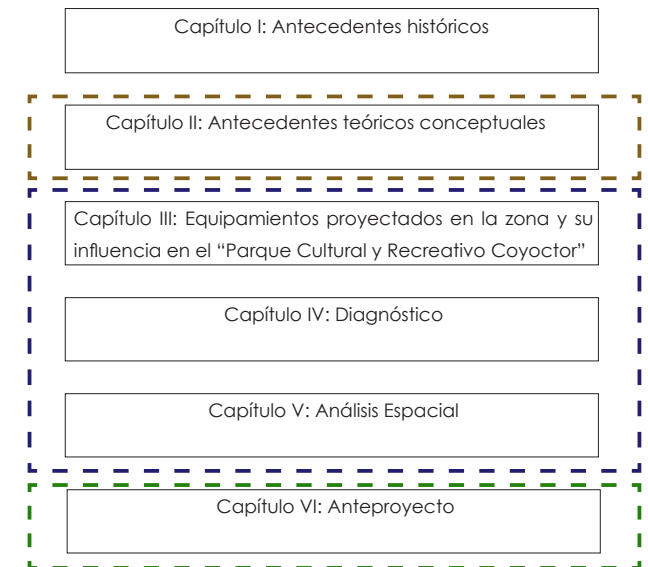 Capítulo I: Antecedentes históricos
Capítulo II: Antecedentes teóricos conceptuales
Capítulo III: Equipamientos proyectados en la zona y su
influencia en el “Parque Cultural y Recreativo Coyoctor”
Capítulo IV: Diagnóstico
Capítulo V: Análisis Espacial
Capítulo VI: Anteproyecto